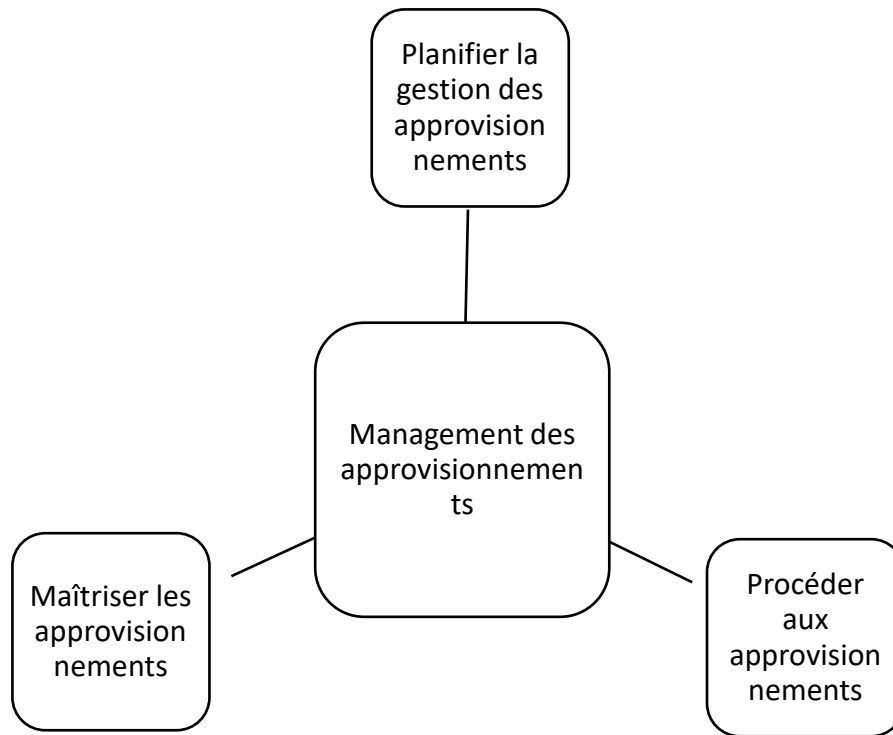 Planifier la
gestion des
approvision
nements
Management des
approvisionnemen
ts
Maîtriser les
approvision
nements
Procéder
aux
approvision
nements